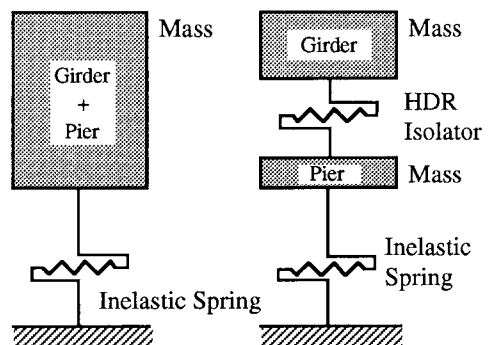 Mass
Girder
+
Pier
Inelastic Spring
Mass
Girder
HDR
Isolator
Pier
Mass
Inelastic
Spring